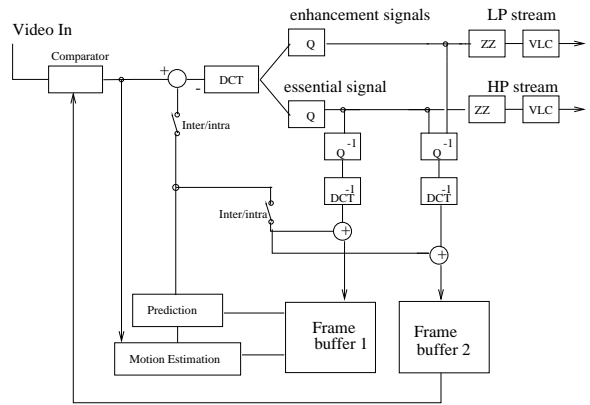 enhancement signals
LP stream
Video In
Comparator
Q
ZZ
VLC
+
-
DCT
essential signal
HP stream
Q
ZZ
VLC
Inter/intra
Q -1
Q -1
DCT -1
DCT -1
Inter/intra
+
+
Prediction
Frame
buffer 1
Frame
buffer 2
Motion Estimation